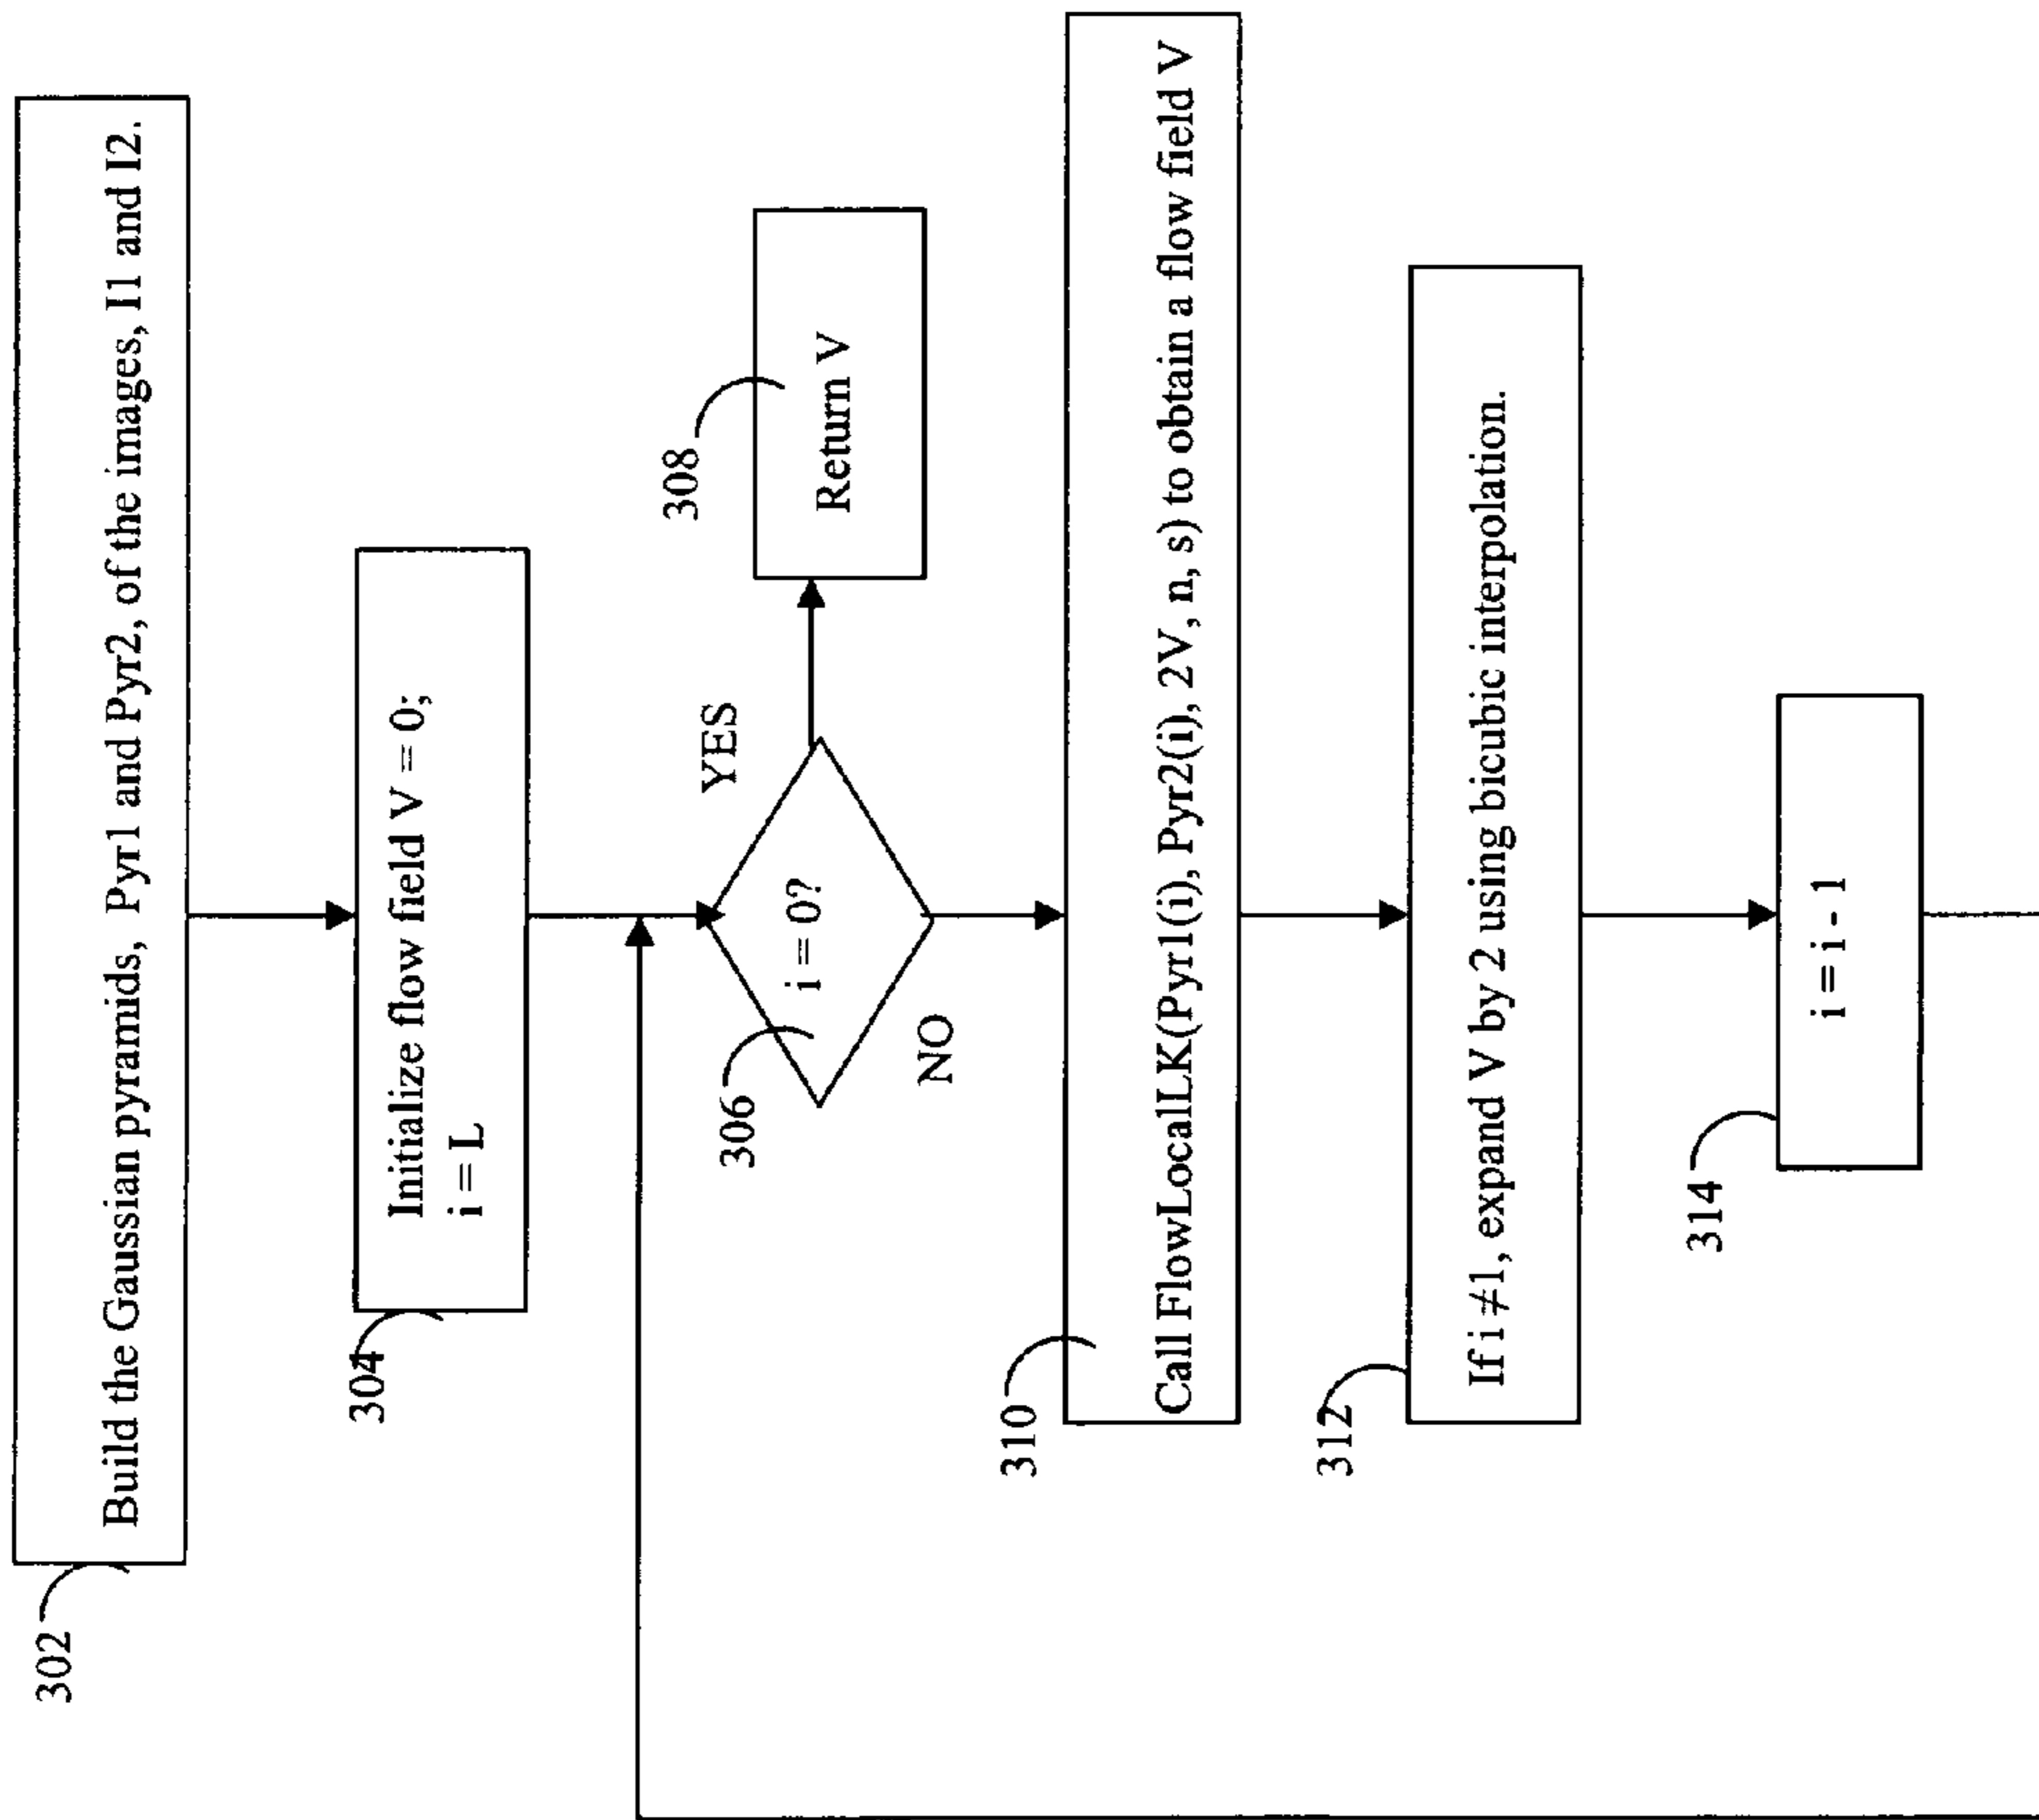 302
Build the Gaussian pyramids, Pyr1 and Pyr2, of the images, I1 and I2.
304
Initialize flow field V = 0;
i = L
306
i = 0?
YES
308
Return V
NO
310
Call FlowLocalLK(Pyr1(i), Pyr2(i), 2V, n, s) to obtain a flow field V
312
If i ≠1, expand V by 2 using bicubic interpolation.
314
i = i - 1